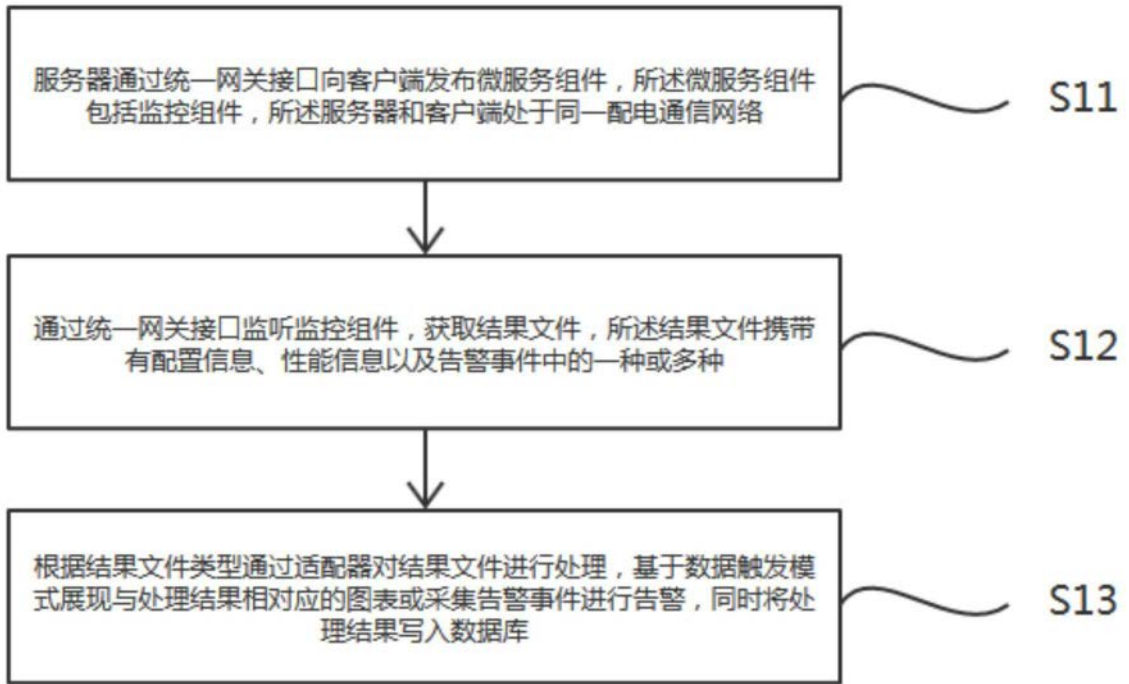 服务器通过统一网关接口向客户端发布微服务组件，所述微服务组件
包括监控组件，所述服务器和客户端处于同一配电通信网络
S11
通过统一网关接口监听监控组件，获取结果文件，所述结果文件携带
有配置信息、性能信息以及告警事件中的一种或多种
S12
根据结果文件类型通过适配器对结果文件进行处理，基于数据触发模
式展现与处理结果相对应的图表或采集告警事件进行告警，同时将处
理结果写入数据库
S13